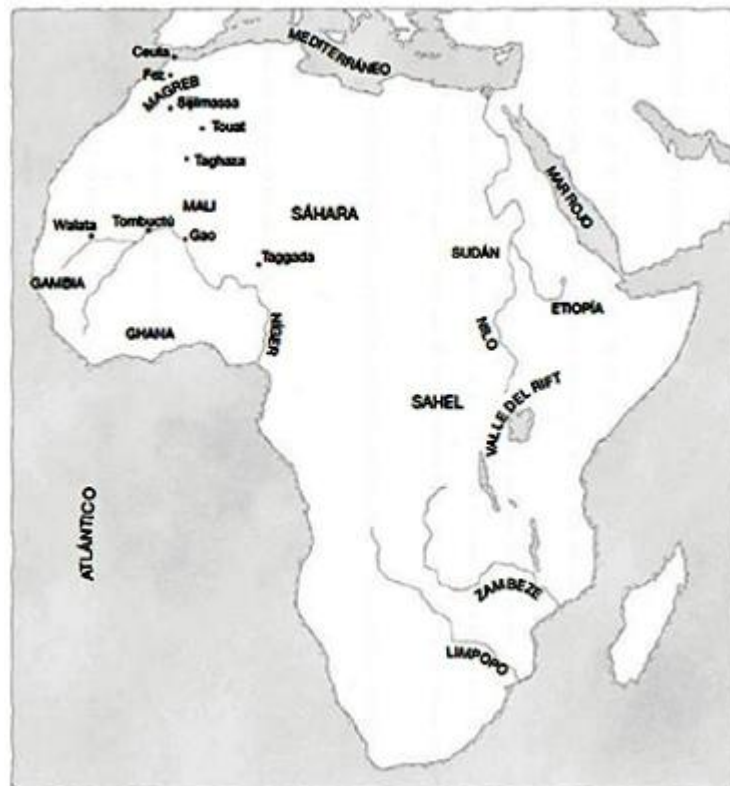 MEDITERRÁNEO
Ceuta
Fez
MAGREB
Sijilmassa
Touat
Taghaza
MAR ROJO
MALI
SÁHARA
Walata
Tombuctú
Gao
SUDÁN
Taggada
GAMBIA
ETIOPÍA
GHANA
NÍGER
NILO
SAHEL
VALLE DEL RIFT
ATLÁNTICO
ZAMBEZE
LIMPOPO